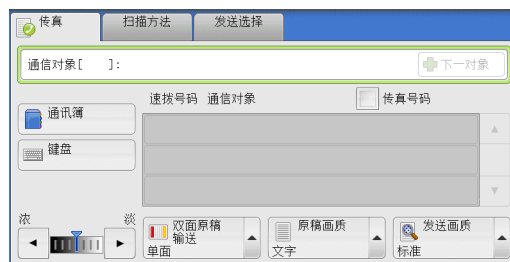 传真 扫描方法 发送选择
通信对象[ ]: 下一对象
速拨号码 通信对象 传真号码
通讯簿
键盘
浓 淡
双面原稿输送 单面
原稿画质 文字
发送画质 标准